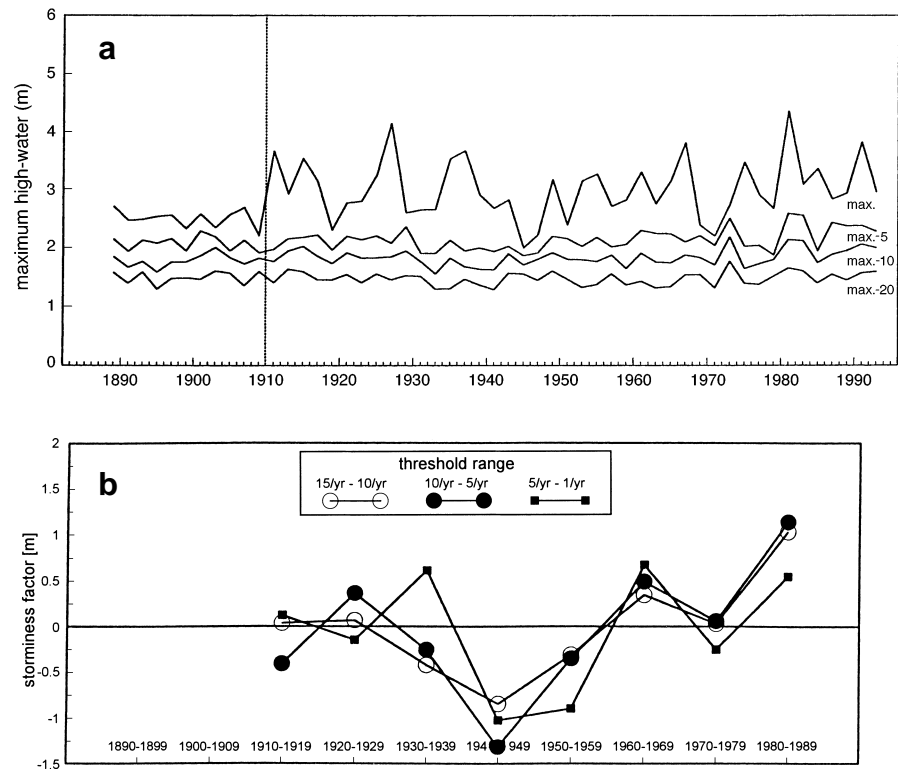 a
maximum high-water (m)
6
5
4
3
2
1
0
max.
max.-5
max.-10
max.-20
1890 1900 1910 1920 1930 1940 1950 1960 1970 1980 1990
b
storminess factor [m]
2
1.5
1
0.5
0
-0.5
-1
-1.5
threshold range
15/yr - 10/yr 10/yr - 5/yr 5/yr - 1/yr
1890-1899 1900-1909 1910-1919 1920-1929 1930-1939 194 949 1950-1959 1960-1969 1970-1979 1980-1989